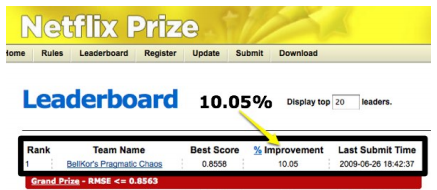 Netflix Prize
Home Rules Leaderboard Register Update Submit Download
Leaderboard 10.05% Display top 20 leaders.
Rank Team Name Best Score % Improvement Last Submit Time
1 BellKor's Pragmatic Chaos 0.8558 10.05 2009-06-26 18:42:37
Grand Prize - RMSE <= 0.8563